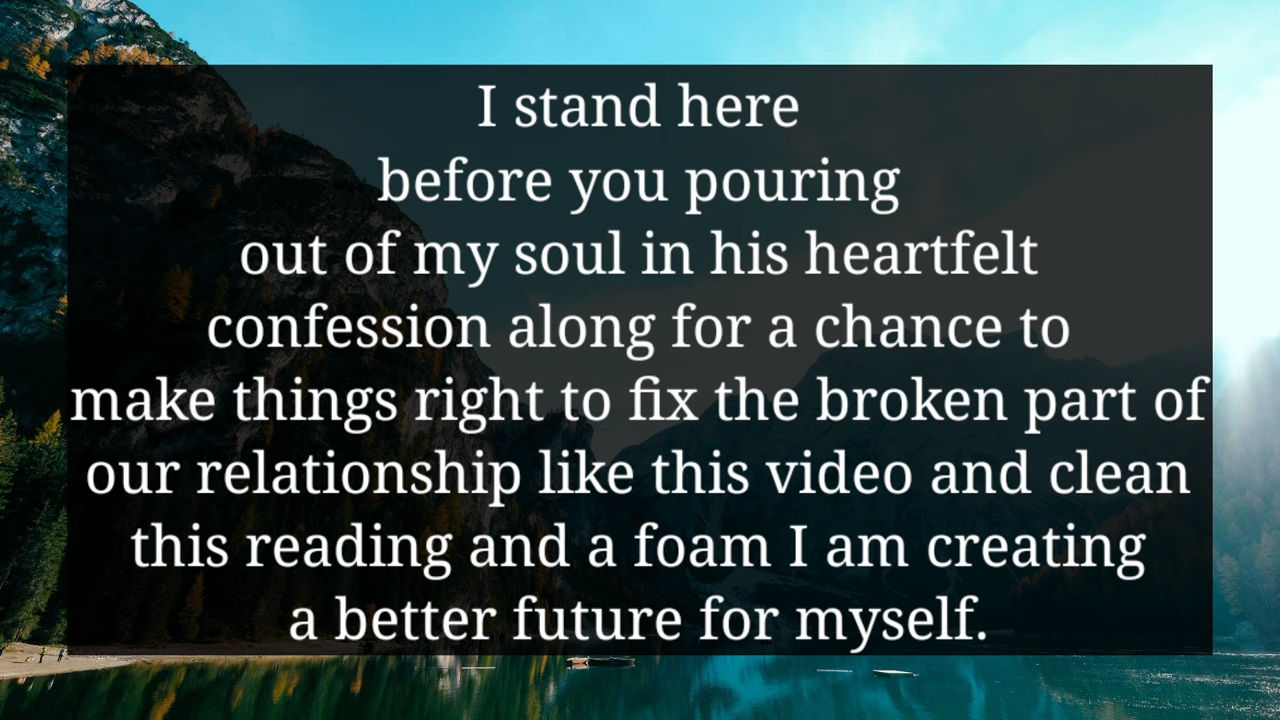 I stand here
before you pouring
out of my soul in his heartfelt
confession along for a chance to
make things right to fix the broken part of
our relationship like this video and clean
this reading and a foam I am creating
a better future for myself.